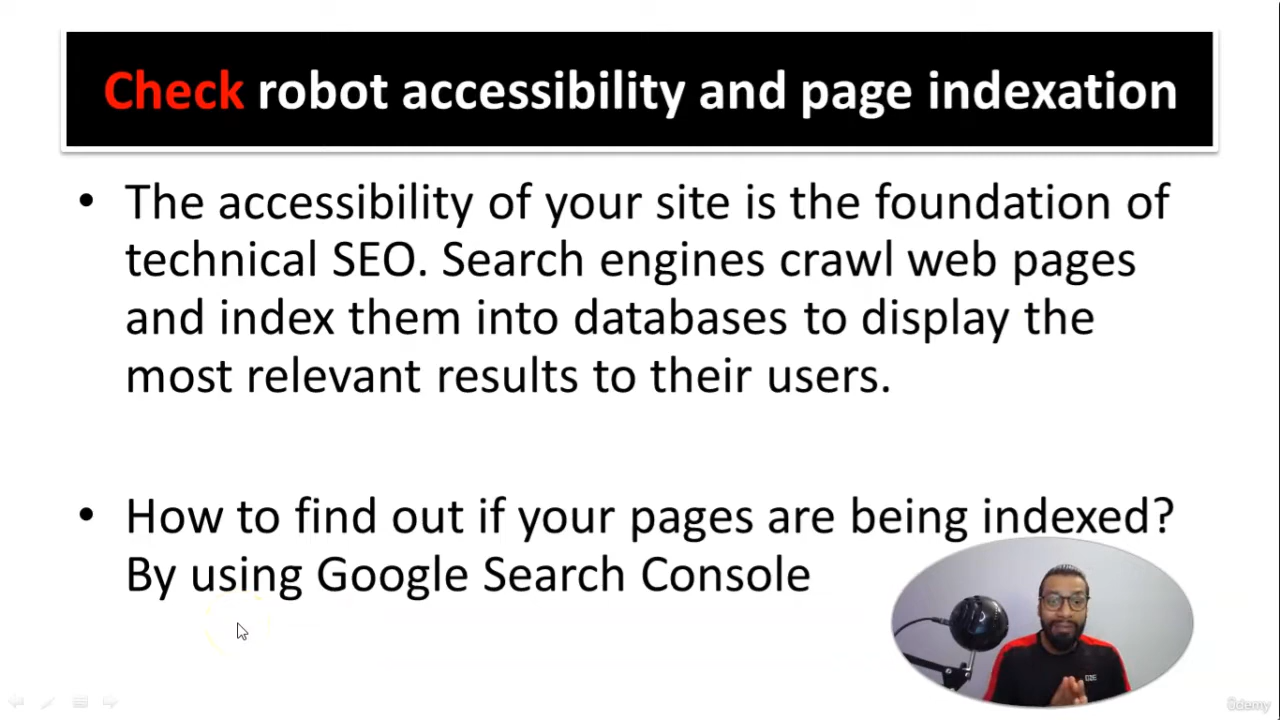 Check robot accessibility and page indexation
• The accessibility of your site is the foundation of
technical SEO. Search engines crawl web pages
and index them into databases to display the
most relevant results to their users.
• How to find out if your pages are being indexed?
By using Google Search Console
Udemy